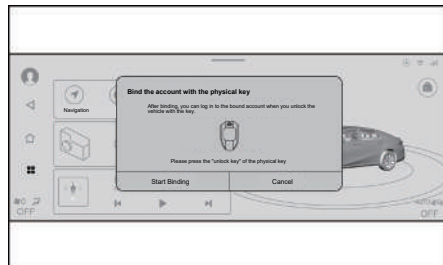 Bind the account with the physical key
Navigation
After binding, you can log in to the bound account when you unlock the
vehicle with the key.
Please press the "unlock key" of the physical key
Start Binding
Cancel
OFF
OFF